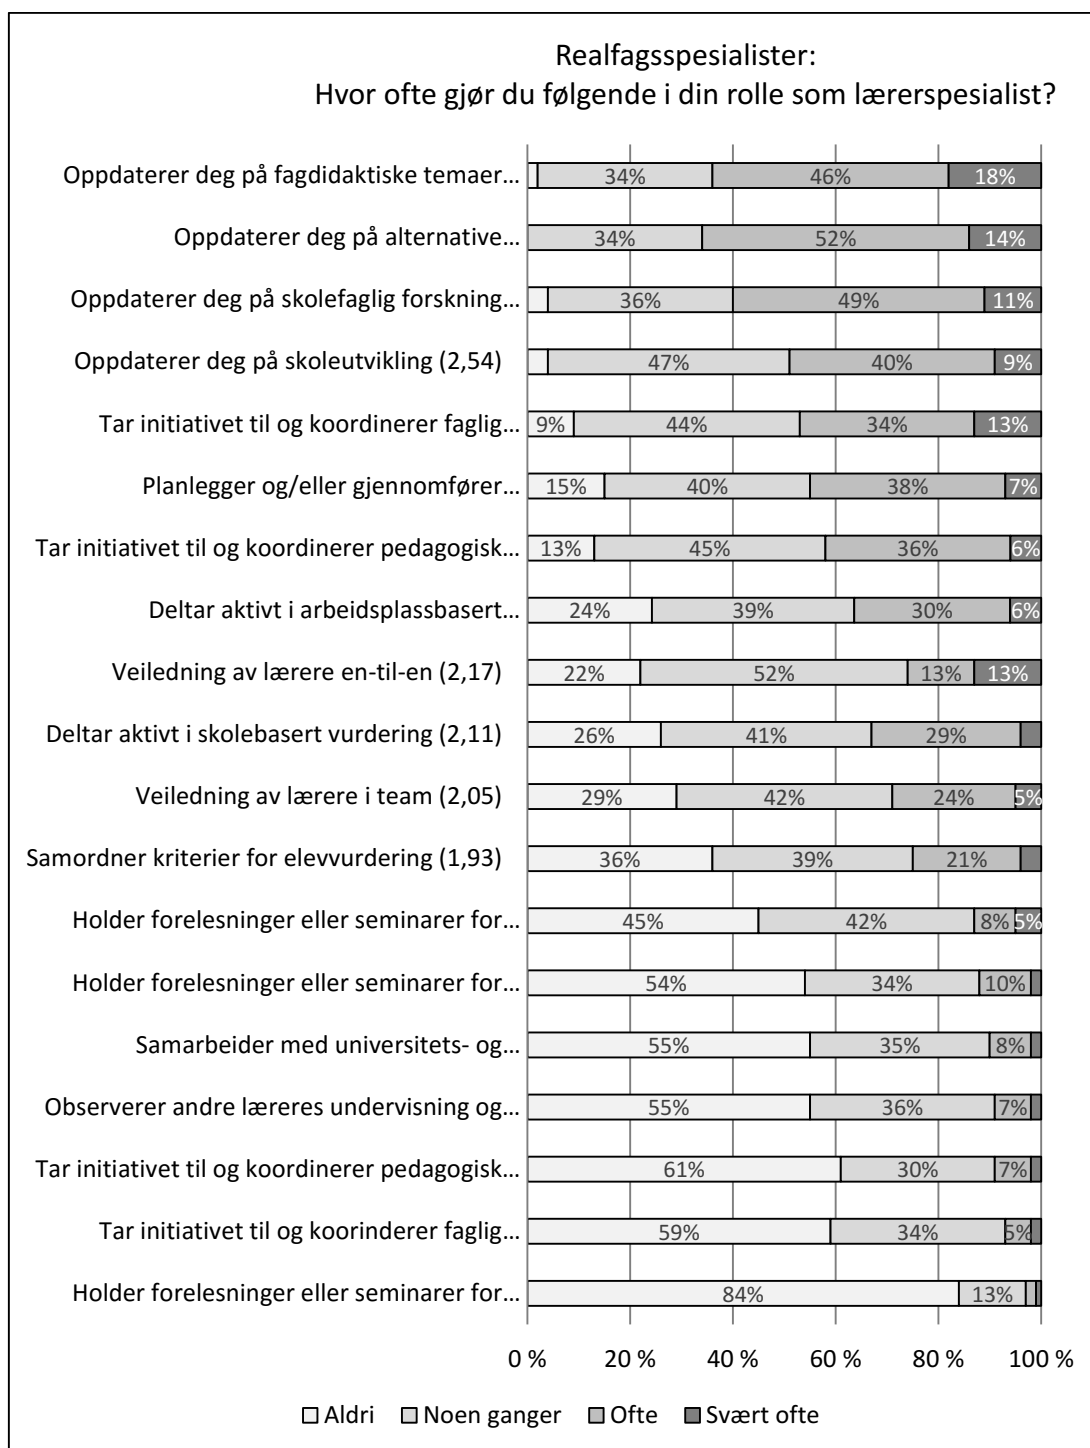 Realfagsspesialister:
Hvor ofte gjør du følgende i din rolle som lærerspesialist?
Oppdaterer deg på fagdidaktiske temaer... 34% 46% 18%
Oppdaterer deg på alternative... 34% 52% 14%
Oppdaterer deg på skolefaglig forskning... 36% 49% 11%
Oppdaterer deg på skoleutvikling (2,54) 47% 40% 9%
Tar initiativet til og koordinerer faglig... 9% 44% 34% 13%
Planlegger og/eller gjennomfører... 15% 40% 38% 7%
Tar initiativet til og koordinerer pedagogisk... 13% 45% 36% 6%
Deltar aktivt i arbeidsplassbasert... 24% 39% 30% 6%
Veiledning av lærere en-til-en (2,17) 22% 52% 13% 13%
Deltar aktivt i skolebasert vurdering (2,11) 26% 41% 29%
Veiledning av lærere i team (2,05) 29% 42% 24% 5%
Samordner kriterier for elevvurdering (1,93) 36% 39% 21%
Holder forelesninger eller seminarer for... 45% 42% 8% 5%
Holder forelesninger eller seminarer for... 54% 34% 10%
Samarbeider med universitets- og... 55% 35% 8%
Observerer andre læreres undervisning og... 55% 36% 7%
Tar initiativet til og koordinerer pedagogisk... 61% 30% 7%
Tar initiativet til og koorinderer faglig... 59% 34% 5%
Holder forelesninger eller seminarer for... 84% 13%
0 % 20 % 40 % 60 % 80 % 100 %
Aldri Noen ganger Ofte Svært ofte